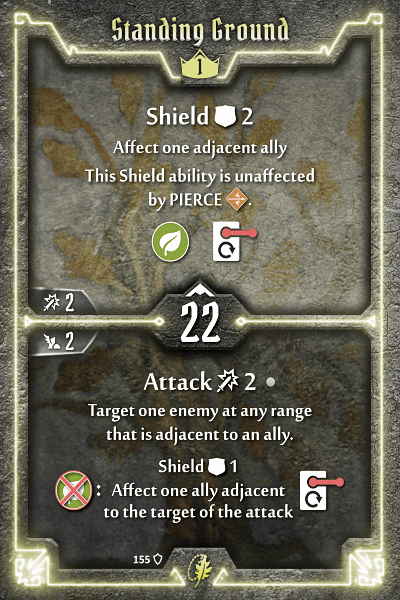 Standing Ground
1
Shield 2
Affect one adjacent ally
This Shield ability is unaffected
by PIERCE .
2
22
2
Attack 2
Target one enemy at any range
that is adjacent to an ally.
Shield 1
: Affect one ally adjacent
to the target of the attack
155